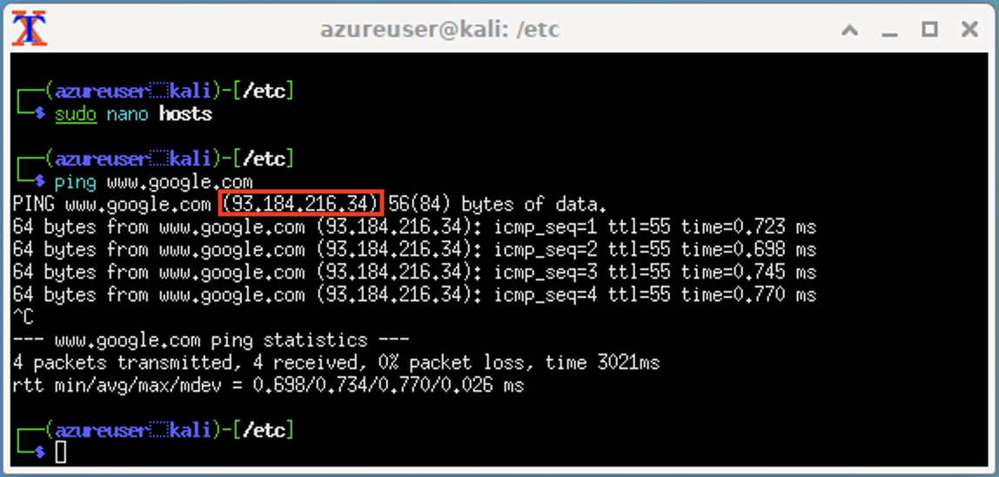 azureuser@kali: /etc
┌──(azureuser㉿kali)-[/etc]
└─$ sudo nano hosts
┌──(azureuser㉿kali)-[/etc]
└─$ ping www.google.com
PING www.google.com (93.184.216.34) 56(84) bytes of data.
64 bytes from www.google.com (93.184.216.34): icmp_seq=1 ttl=55 time=0.723 ms
64 bytes from www.google.com (93.184.216.34): icmp_seq=2 ttl=55 time=0.698 ms
64 bytes from www.google.com (93.184.216.34): icmp_seq=3 ttl=55 time=0.745 ms
64 bytes from www.google.com (93.184.216.34): icmp_seq=4 ttl=55 time=0.770 ms
^C
--- www.google.com ping statistics ---
4 packets transmitted, 4 received, 0% packet loss, time 3021ms
rtt min/avg/max/mdev = 0.698/0.734/0.770/0.026 ms
┌──(azureuser㉿kali)-[/etc]
└─$